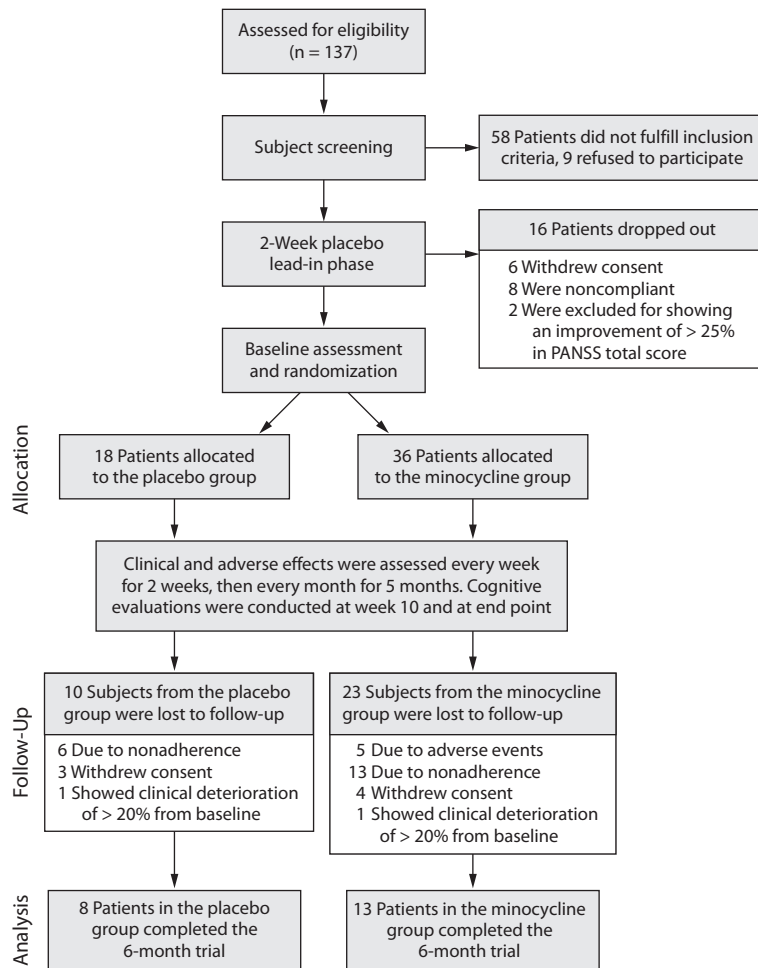 Assessed for eligibility
(n = 137)
Subject screening
58 Patients did not fulfill inclusion
criteria, 9 refused to participate
2-Week placebo
lead-in phase
16 Patients dropped out
6 Withdrew consent
8 Were noncompliant
2 Were excluded for showing
an improvement of > 25%
in PANSS total score
Baseline assessment
and randomization
Allocation
18 Patients allocated
to the placebo group
36 Patients allocated
to the minocycline group
Clinical and adverse effects were assessed every week
for 2 weeks, then every month for 5 months. Cognitive
evaluations were conducted at week 10 and at end point
Follow-Up
10 Subjects from the placebo
group were lost to follow-up
6 Due to nonadherence
3 Withdrew consent
1 Showed clinical deterioration
of > 20% from baseline
23 Subjects from the minocycline
group were lost to follow-up
5 Due to adverse events
13 Due to nonadherence
4 Withdrew consent
1 Showed clinical deterioration
of > 20% from baseline
Analysis
8 Patients in the placebo
group completed the
6-month trial
13 Patients in the minocycline
group completed the
6-month trial